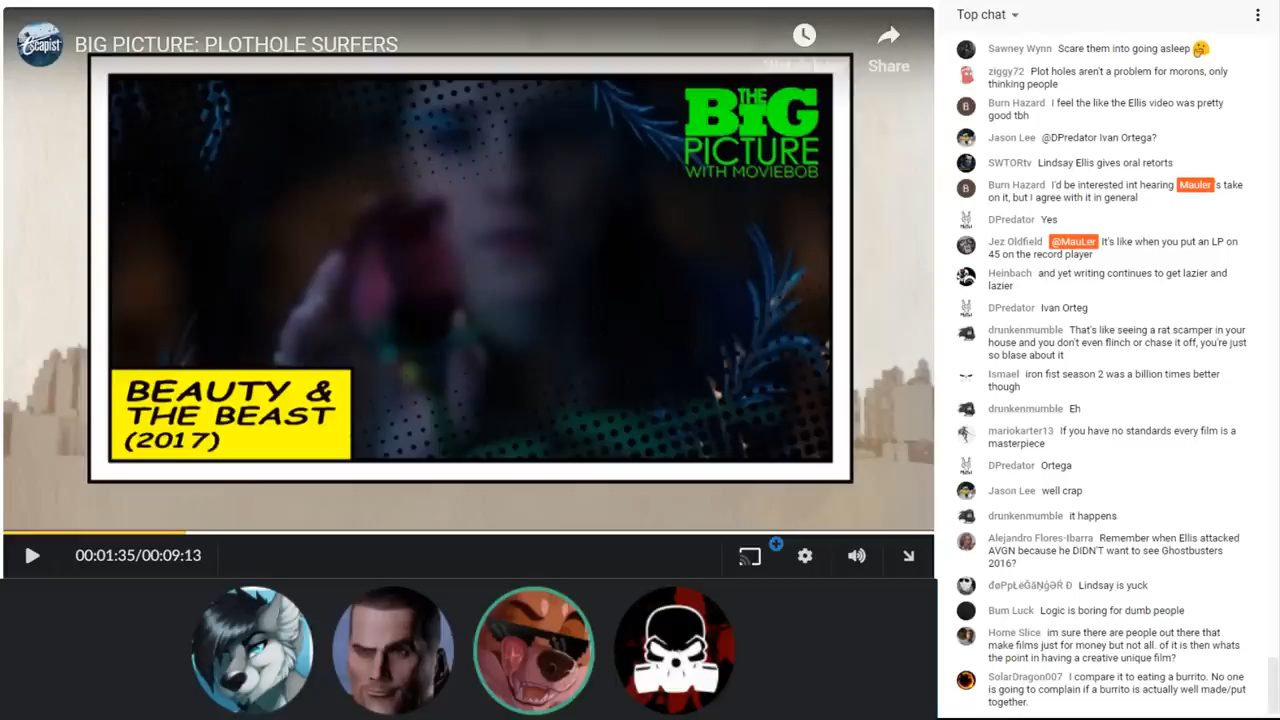 Escapist
BIG PICTURE: PLOTHOLE SURFERS
Share
THE
BIG
PICTURE
WITH MOVIEBOB
BEAUTY &
THE BEAST
(2017)
00:01:35/00:09:13
Top chat
Sawney Wynn Scare them into going asleep 🤔
ziggy72 Plot holes aren't a problem for morons, only
thinking people
B
Burn Hazard I feel the like the Ellis video was pretty
good tbh
Jason Lee @DPredator Ivan Ortega?
SWTORtv Lindsay Ellis gives oral retorts
B
Burn Hazard I'd be interested int hearing Mauler 's take
on it, but I agree with it in general
DPredator Yes
Jez Oldfield @MauLer It's like when you put an LP on
45 on the record player
Heinbach and yet writing continues to get lazier and
lazier
DPredator Ivan Orteg
drunkenmumble That's like seeing a rat scamper in your
house and you don't even flinch or chase it off, you're just
so blase about it
Ismael iron fist season 2 was a billion times better
though
drunkenmumble Eh
mariokarter13 If you have no standards every film is a
masterpiece
DPredator Ortega
Jason Lee well crap
drunkenmumble it happens
Alejandro Flores-Ibarra Remember when Ellis attacked
AVGN because he DIDN'T want to see Ghostbusters
2016?
Lindsay is yuck
Bum Luck Logic is boring for dumb people
Home Slice im sure there are people out there that
make films just for money but not all. of it is then whats
the point in having a creative unique film?
SolarDragon007 I compare it to eating a burrito. No one
is going to complain if a burrito is actually well made/put
together.